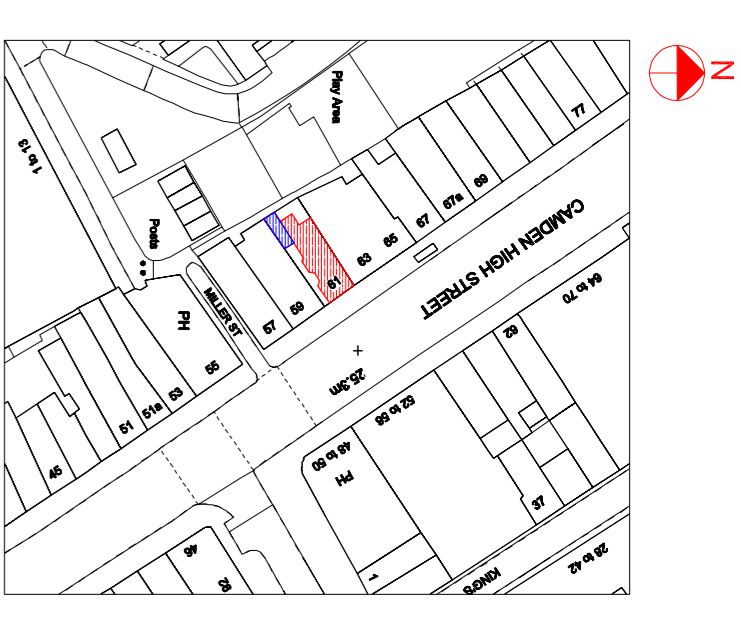 N
Play Area
77
1 to 13
69
67a
67
65
63
61
59
57
Posts
CAMDEN HIGH STREET
64 to 70
MILLER ST
PH
55
53
51a
51
45
25.3m
62
52 to 56
48 to 50
PH
37
1
KING'S
28 to 42
46
82